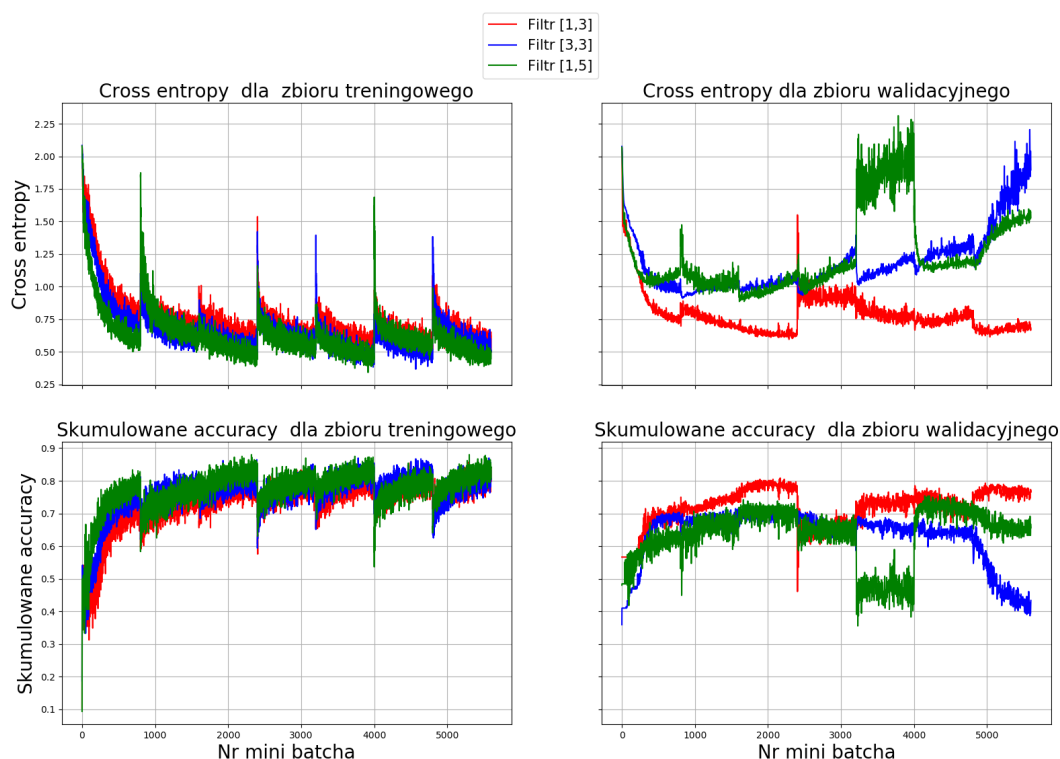 Filtr [1,3]
Filtr [3,3]
Filtr [1,5]
Cross entropy dla zbioru treningowego
Cross entropy dla zbioru walidacyjnego
Cross entropy
2.25
2.00
1.75
1.50
1.25
1.00
0.75
0.50
0.25
Skumulowane accuracy dla zbioru treningowego
Skumulowane accuracy dla zbioru walidacyjnego
Skumulowane accuracy
0.9
0.8
0.7
0.6
0.5
0.4
0.3
0.2
0.1
0 1000 2000 3000 4000 5000
0 1000 2000 3000 4000 5000
Nr mini batcha
Nr mini batcha